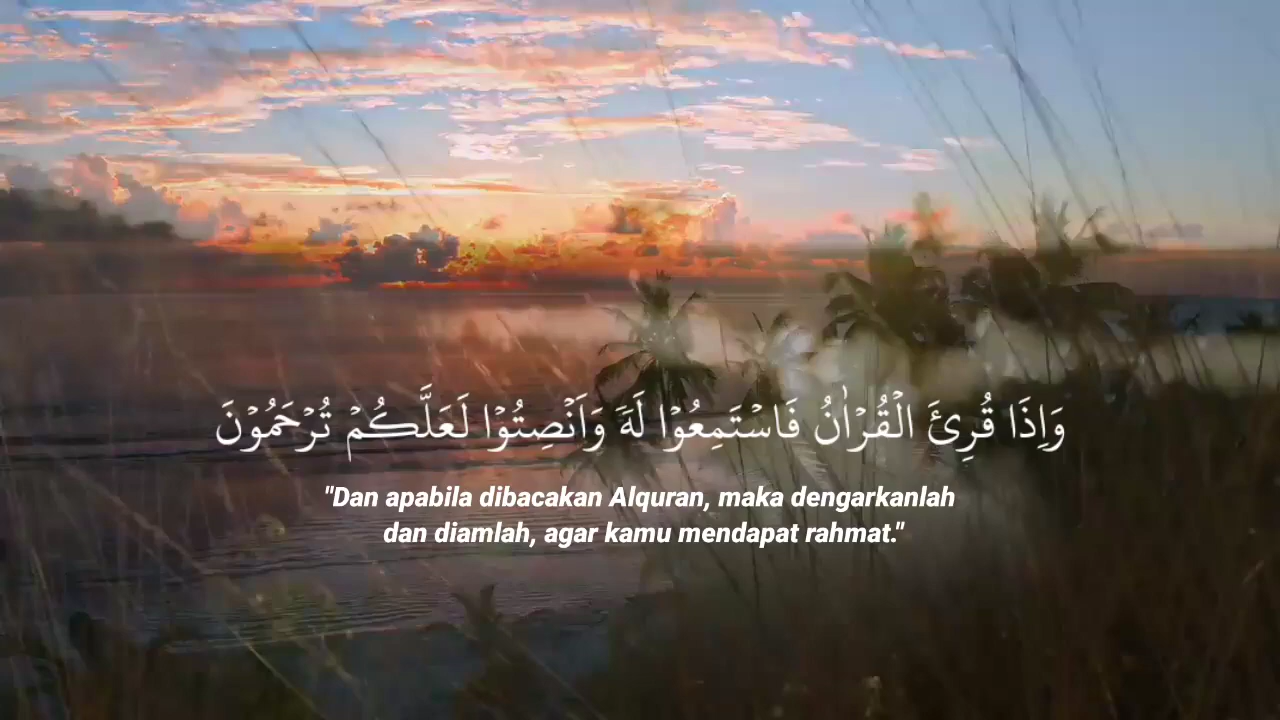 وَاِذَا قُرِئَ الْقُرْاٰنُ فَاسْتَمِعُوْا لَهٗ وَاَنْصِتُوْا لَعَلَّكُمْ تُرْحَمُوْنَ
"Dan apabila dibacakan Alquran, maka dengarkanlah
dan diamlah, agar kamu mendapat rahmat."